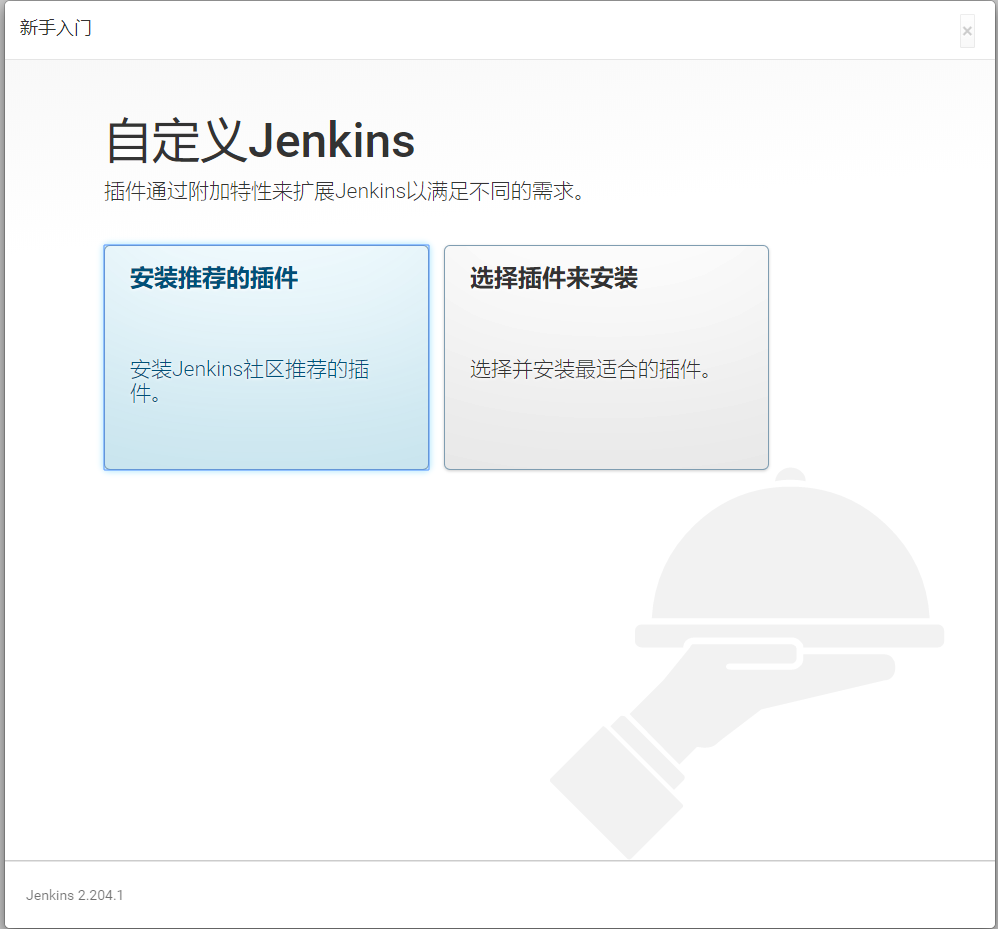 新手入门
×
自定义Jenkins
插件通过附加特性来扩展Jenkins以满足不同的需求。
安装推荐的插件
安装Jenkins社区推荐的插
件。
选择插件来安装
选择并安装最适合的插件。
Jenkins 2.204.1